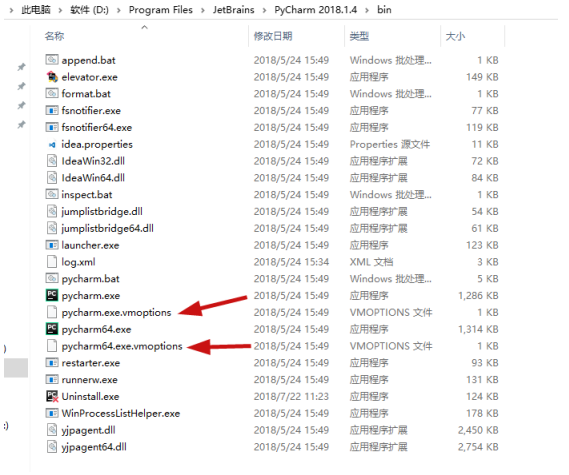 › 此电脑 › 软件 (D:) › Program Files › JetBrains › PyCharm 2018.1.4 › bin
名称 修改日期 类型 大小
append.bat 2018/5/24 15:49 Windows 批处理... 1 KB
elevator.exe 2018/5/24 15:49 应用程序 149 KB
format.bat 2018/5/24 15:49 Windows 批处理... 1 KB
fsnotifier.exe 2018/5/24 15:49 应用程序 77 KB
fsnotifier64.exe 2018/5/24 15:49 应用程序 119 KB
idea.properties 2018/5/24 15:49 Properties 源文件 11 KB
IdeaWin32.dll 2018/5/24 15:49 应用程序扩展 72 KB
IdeaWin64.dll 2018/5/24 15:49 应用程序扩展 84 KB
inspect.bat 2018/5/24 15:49 Windows 批处理... 1 KB
jumplistbridge.dll 2018/5/24 15:49 应用程序扩展 54 KB
jumplistbridge64.dll 2018/5/24 15:49 应用程序扩展 61 KB
launcher.exe 2018/5/24 15:49 应用程序 123 KB
log.xml 2018/5/24 15:34 XML 文档 3 KB
pycharm.bat 2018/5/24 15:49 Windows 批处理... 5 KB
pycharm.exe 2018/5/24 15:49 应用程序 1,286 KB
pycharm.exe.vmoptions 2018/5/24 15:49 VMOPTIONS 文件 1 KB
pycharm64.exe 2018/5/24 15:49 应用程序 1,314 KB
pycharm64.exe.vmoptions 2018/5/24 15:49 VMOPTIONS 文件 1 KB
restarter.exe 2018/5/24 15:49 应用程序 93 KB
runnerw.exe 2018/5/24 15:49 应用程序 131 KB
Uninstall.exe 2018/7/22 11:23 应用程序 124 KB
WinProcessListHelper.exe 2018/5/24 15:49 应用程序 178 KB
yjpagent.dll 2018/5/24 15:49 应用程序扩展 2,450 KB
yjpagent64.dll 2018/5/24 15:49 应用程序扩展 2,754 KB